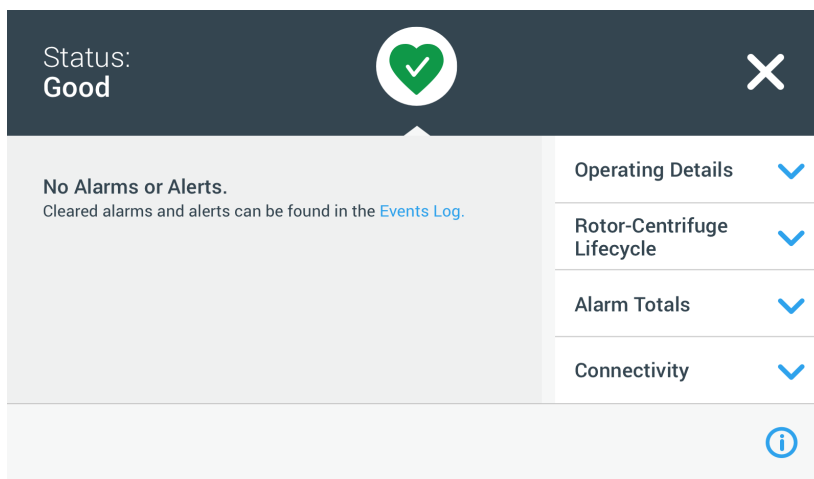 Status:
Good
No Alarms or Alerts.
Cleared alarms and alerts can be found in the Events Log.
Operating Details
Rotor-Centrifuge
Lifecycle
Alarm Totals
Connectivity